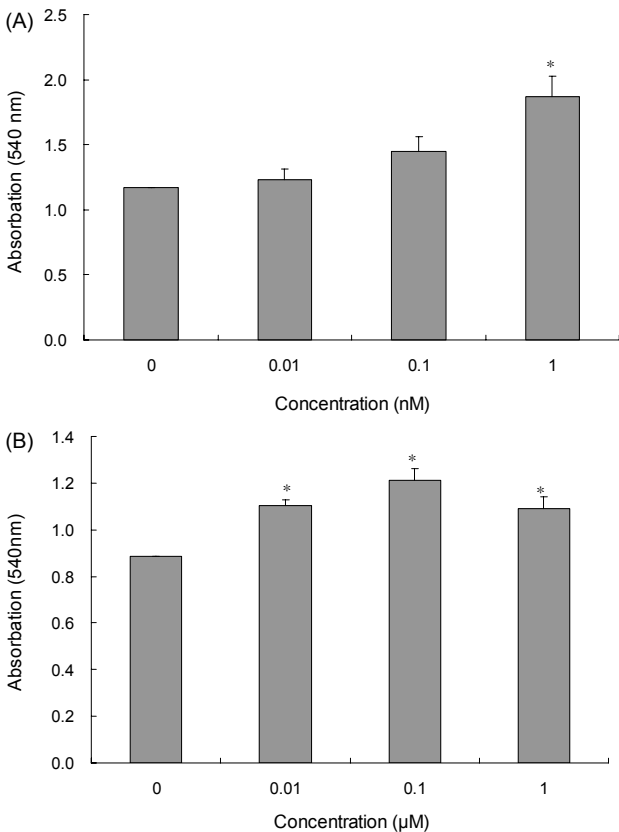 (A)
2.5
2.0
1.5
1.0
0.5
0.0
Absorbation (540 nm)
*
0 0.01 0.1 1
Concentration (nM)
(B)
1.4
1.2
1.0
0.8
0.6
0.4
0.2
0.0
Absorbation (540nm)
* * *
0 0.01 0.1 1
Concentration (µM)